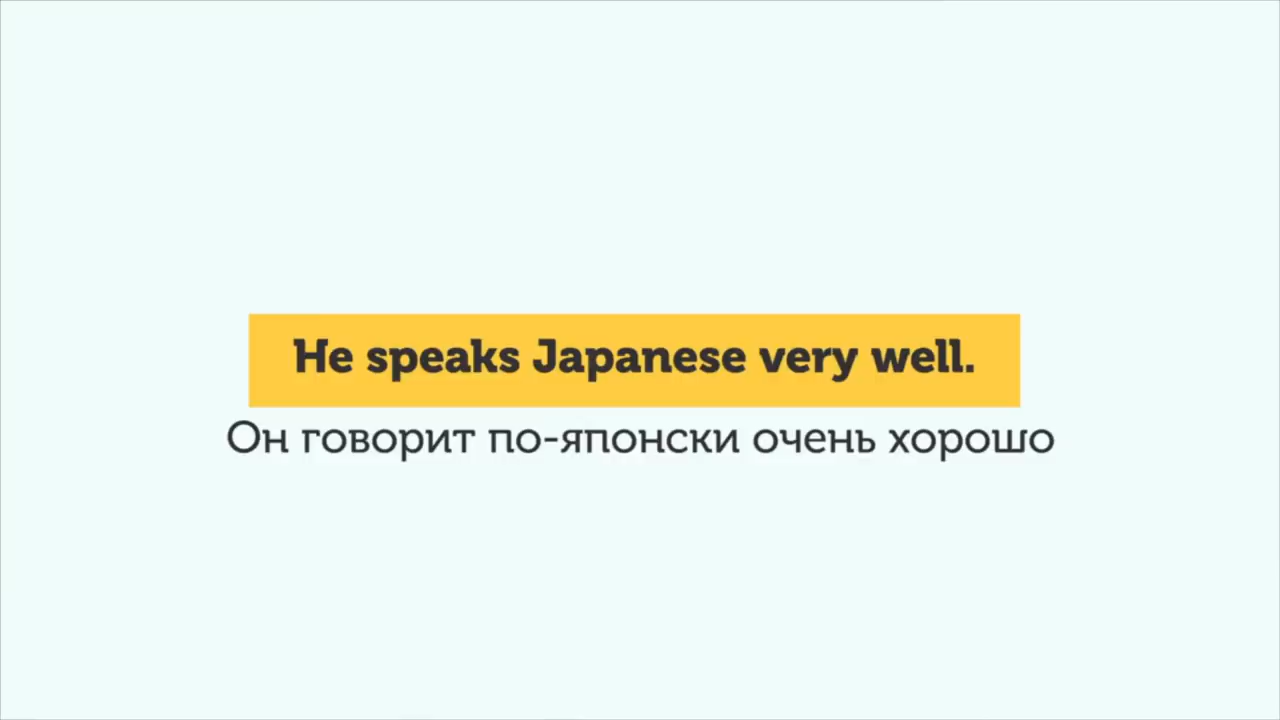 He speaks Japanese very well.
Он говорит по-японски очень хорошо